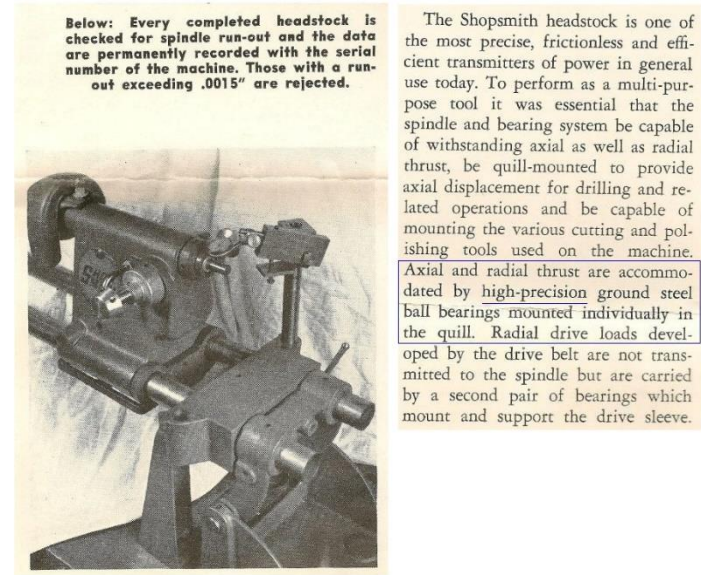 Below: Every completed headstock is
checked for spindle run-out and the data
are permanently recorded with the serial
number of the machine. Those with a run-
out exceeding .0015" are rejected.
The Shopsmith headstock is one of
the most precise, frictionless and effi-
cient transmitters of power in general
use today. To perform as a multi-pur-
pose tool it was essential that the
spindle and bearing system be capable
of withstanding axial as well as radial
thrust, be quill-mounted to provide
axial displacement for drilling and re-
lated operations and be capable of
mounting the various cutting and pol-
ishing tools used on the machine.
Axial and radial thrust are accommo-
dated by high-precision ground steel
ball bearings mounted individually in
the quill. Radial drive loads devel-
oped by the drive belt are not trans-
mitted to the spindle but are carried
by a second pair of bearings which
mount and support the drive sleeve.